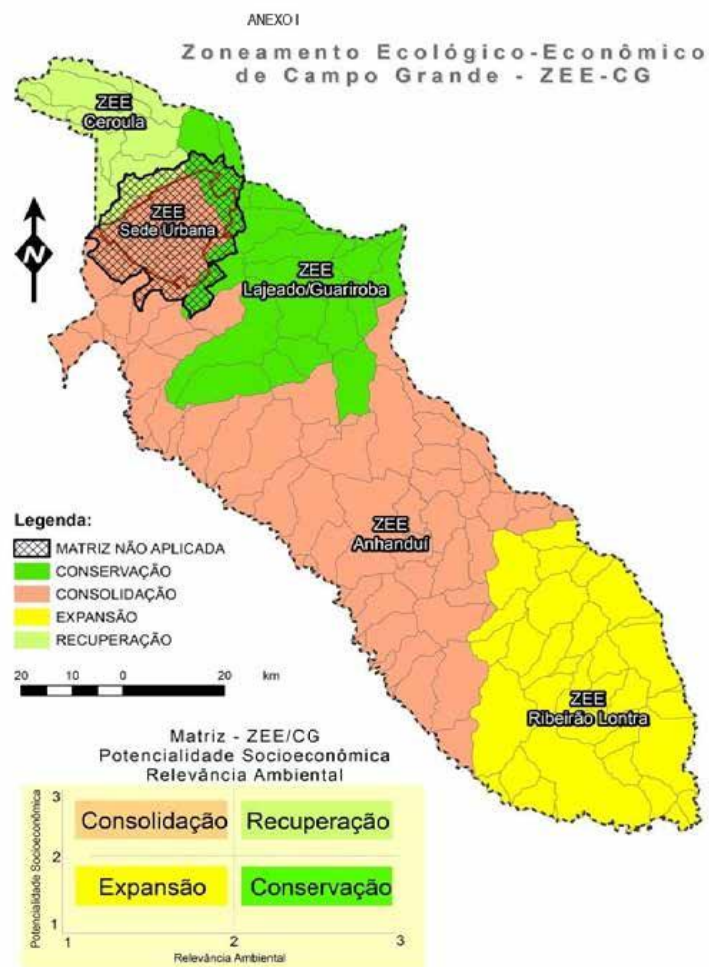 ANEXO I
Zoneamento Ecológico-Econômico
de Campo Grande - ZEE-CG
ZEE
Ceroula
ZEE
Sede Urbana
N
ZEE
Lajeado/Guariroba
ZEE
Anhanduí
ZEE
Ribeirão Lontra
Legenda:
MATRIZ NÃO APLICADA
CONSERVAÇÃO
CONSOLIDAÇÃO
EXPANSÃO
RECUPERAÇÃO
20 10 0 20 km
Matriz - ZEE/CG
Potencialidade Socioeconômica
Relevância Ambiental
Potencialidade Socioeconômica
3
Consolidação Recuperação
2
Expansão Conservação
1
1 2 3
Relevância Ambiental